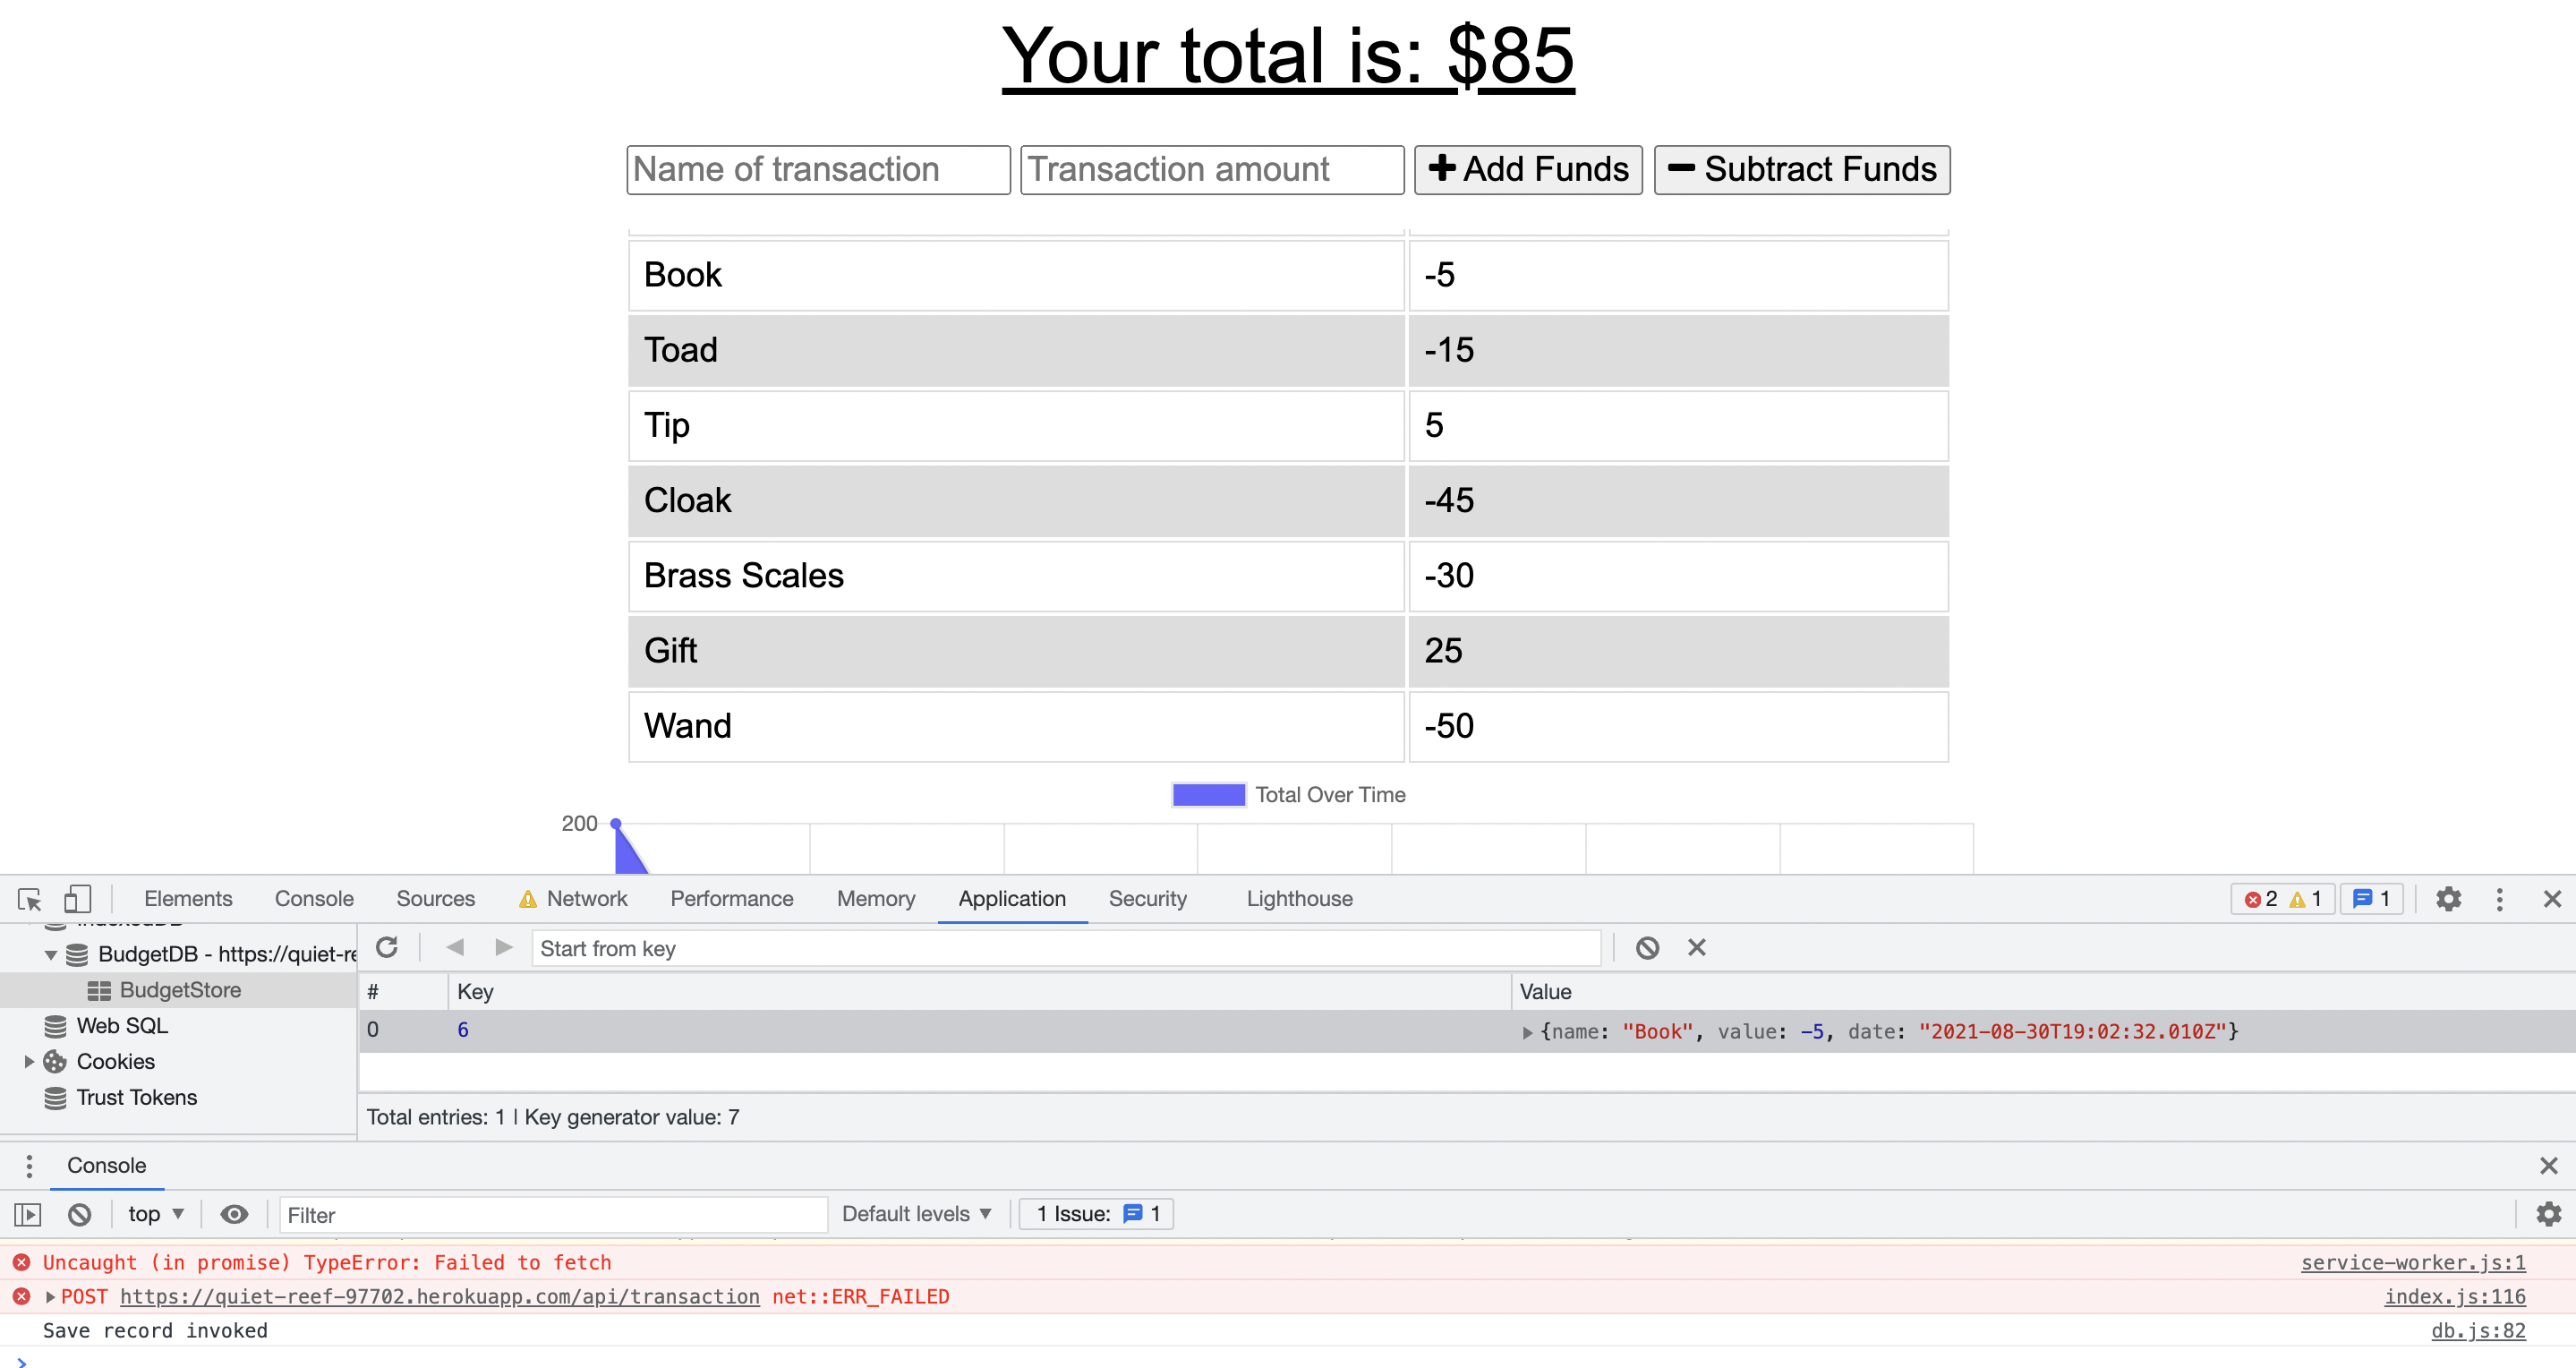 Your total is: $85
Name of transaction Transaction amount Add Funds Subtract Funds
Book -5
Toad -15
Tip 5
Cloak -45
Brass Scales -30
Gift 25
Wand -50
Total Over Time
200
Elements Console Sources Network Performance Memory Application Security Lighthouse 2 1 1
IndexedDB
BudgetDB - https://quiet-re Start from key
BudgetStore # Key Value
0 6 {name: "Book", value: -5, date: "2021-08-30T19:02:32.010Z"}
Web SQL
Cookies
Trust Tokens
Total entries: 1 | Key generator value: 7
Console
top Filter Default levels 1 Issue: 1
Uncaught (in promise) TypeError: Failed to fetch service-worker.js:1
POST https://quiet-reef-97702.herokuapp.com/api/transaction net::ERR_FAILED index.js:116
Save record invoked db.js:82